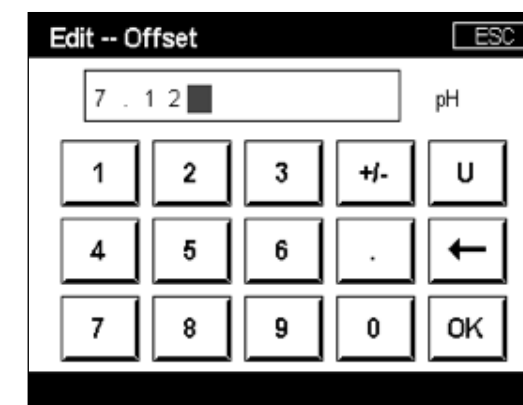 Edit -- Offset ESC
7 . 1 2 pH
1 2 3 +/- U
4 5 6 . ←
7 8 9 0 OK